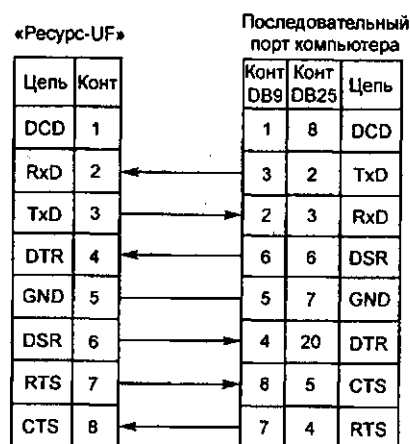 «Ресурс-UF»
Последовательный
порт компьютера
Цепь Конт
Конт DB9 Конт DB25 Цепь
DCD 1 1 8 DCD
RxD 2 3 2 TxD
TxD 3 2 3 RxD
DTR 4 6 6 DSR
GND 5 5 7 GND
DSR 6 4 20 DTR
RTS 7 8 5 CTS
CTS 8 7 4 RTS